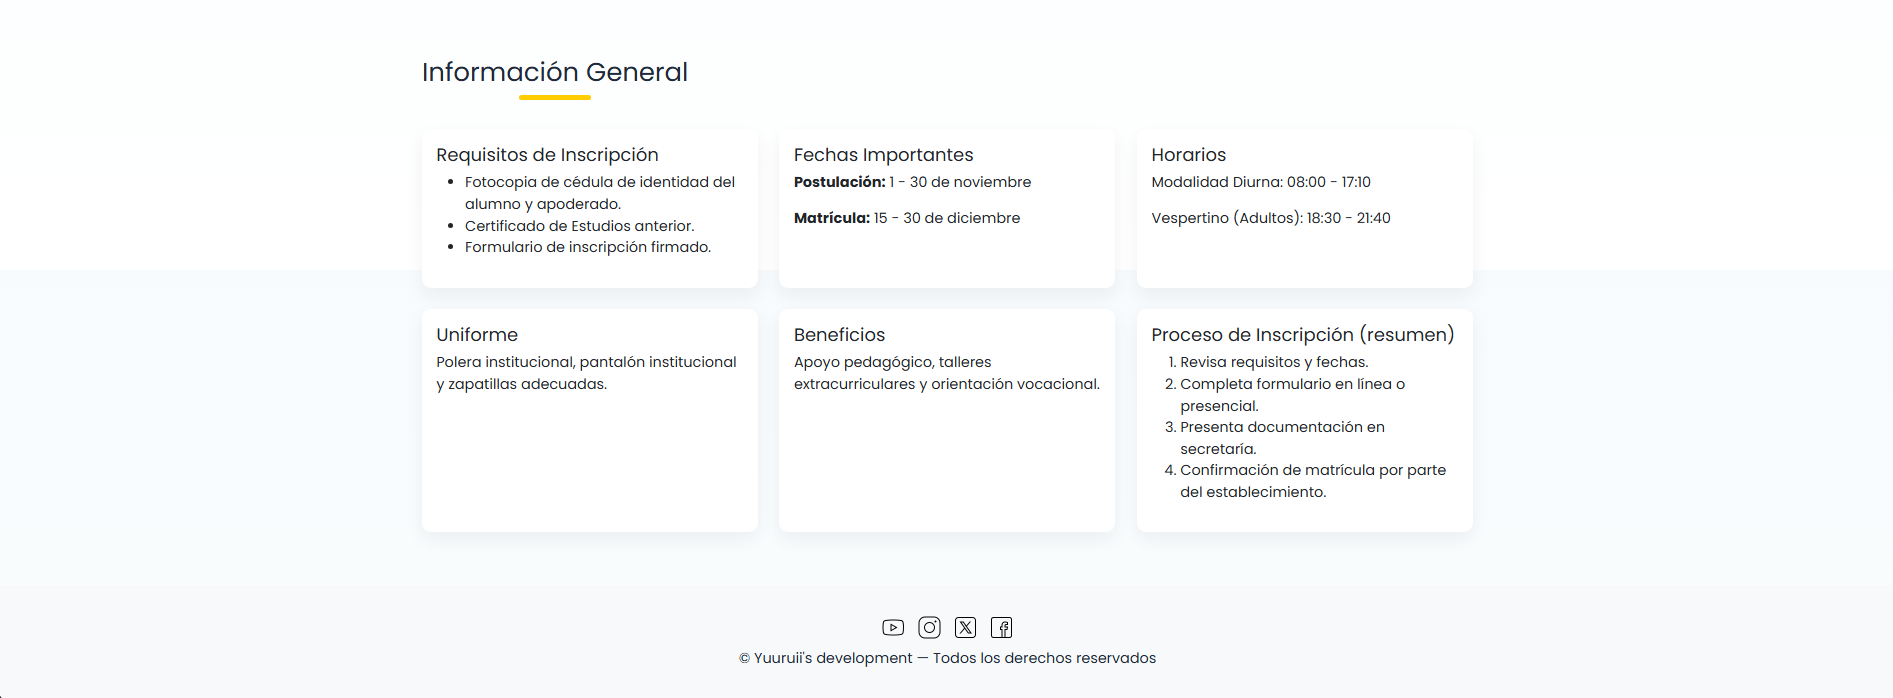 Información General
Requisitos de Inscripción
• Fotocopia de cédula de identidad del
alumno y apoderado.
• Certificado de Estudios anterior.
• Formulario de inscripción firmado.
Fechas Importantes
Postulación: 1 - 30 de noviembre
Matrícula: 15 - 30 de diciembre
Horarios
Modalidad Diurna: 08:00 - 17:10
Vespertino (Adultos): 18:30 - 21:40
Uniforme
Polera institucional, pantalón institucional
y zapatillas adecuadas.
Beneficios
Apoyo pedagógico, talleres
extracurriculares y orientación vocacional.
Proceso de Inscripción (resumen)
1. Revisa requisitos y fechas.
2. Completa formulario en línea o
presencial.
3. Presenta documentación en
secretaría.
4. Confirmación de matrícula por parte
del establecimiento.
© Yuuruii's development — Todos los derechos reservados